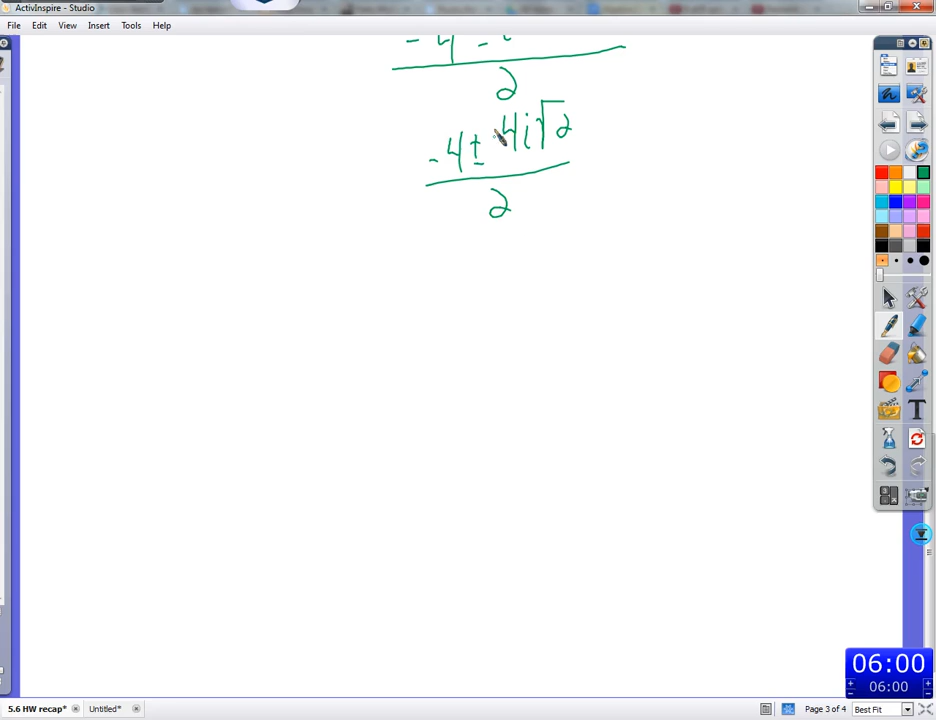 ActivInspire - Studio
File Edit View Insert Tools Help
2
-4 ± 4i√2
2
06:00
06:00
5.6 HW recap* Untitled* Page 3 of 4 Best Fit